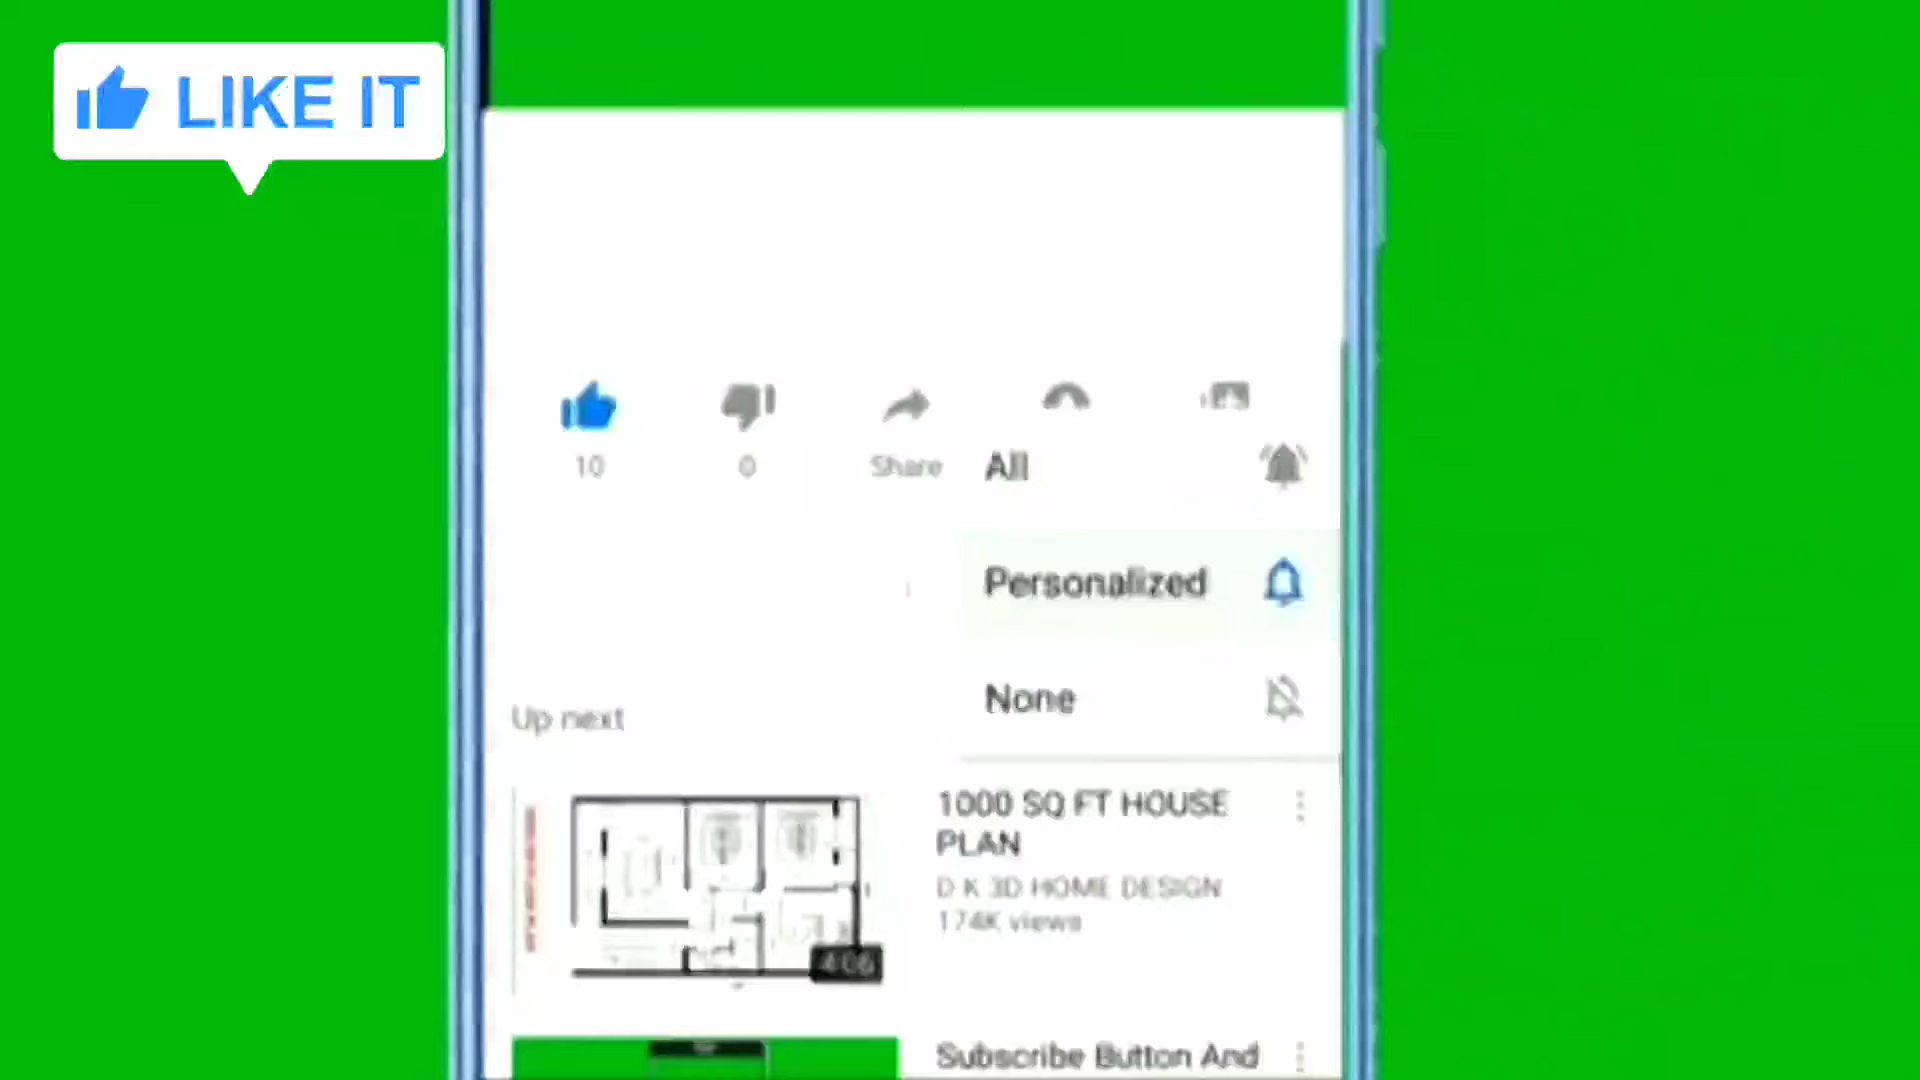 LIKE IT
10
0
Share
All
Personalized
None
Up next
1000 SQ FT HOUSE
PLAN
D K 3D HOME DESIGN
174K views
4:06
Subscribe Button And